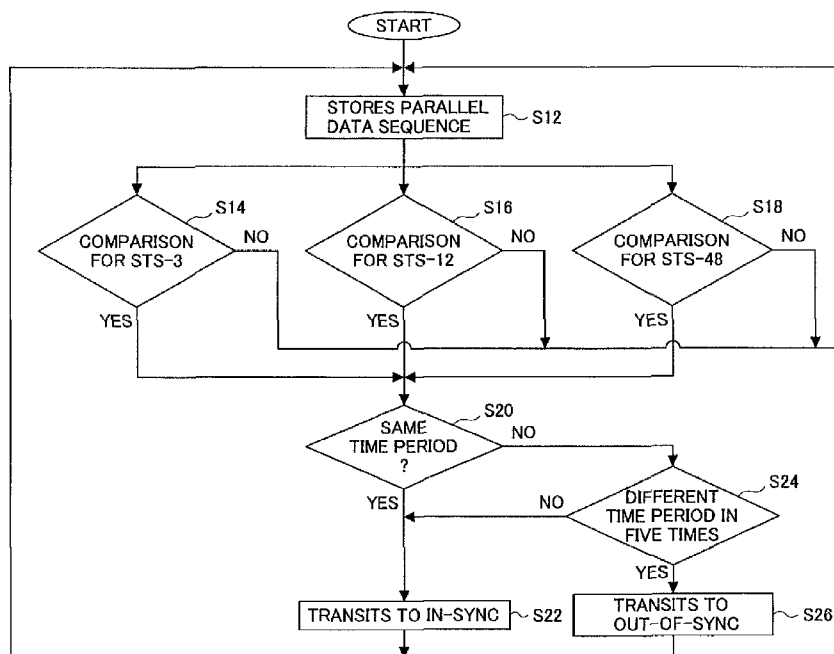 START
STORES PARALLEL
DATA SEQUENCE
S12
S14
COMPARISON
FOR STS-3
NO
YES
S16
COMPARISON
FOR STS-12
NO
YES
S18
COMPARISON
FOR STS-48
NO
YES
S20
SAME
TIME PERIOD
?
NO
YES
S24
DIFFERENT
TIME PERIOD IN
FIVE TIMES
NO
YES
TRANSITS TO IN-SYNC
S22
TRANSITS TO
OUT-OF-SYNC
S26